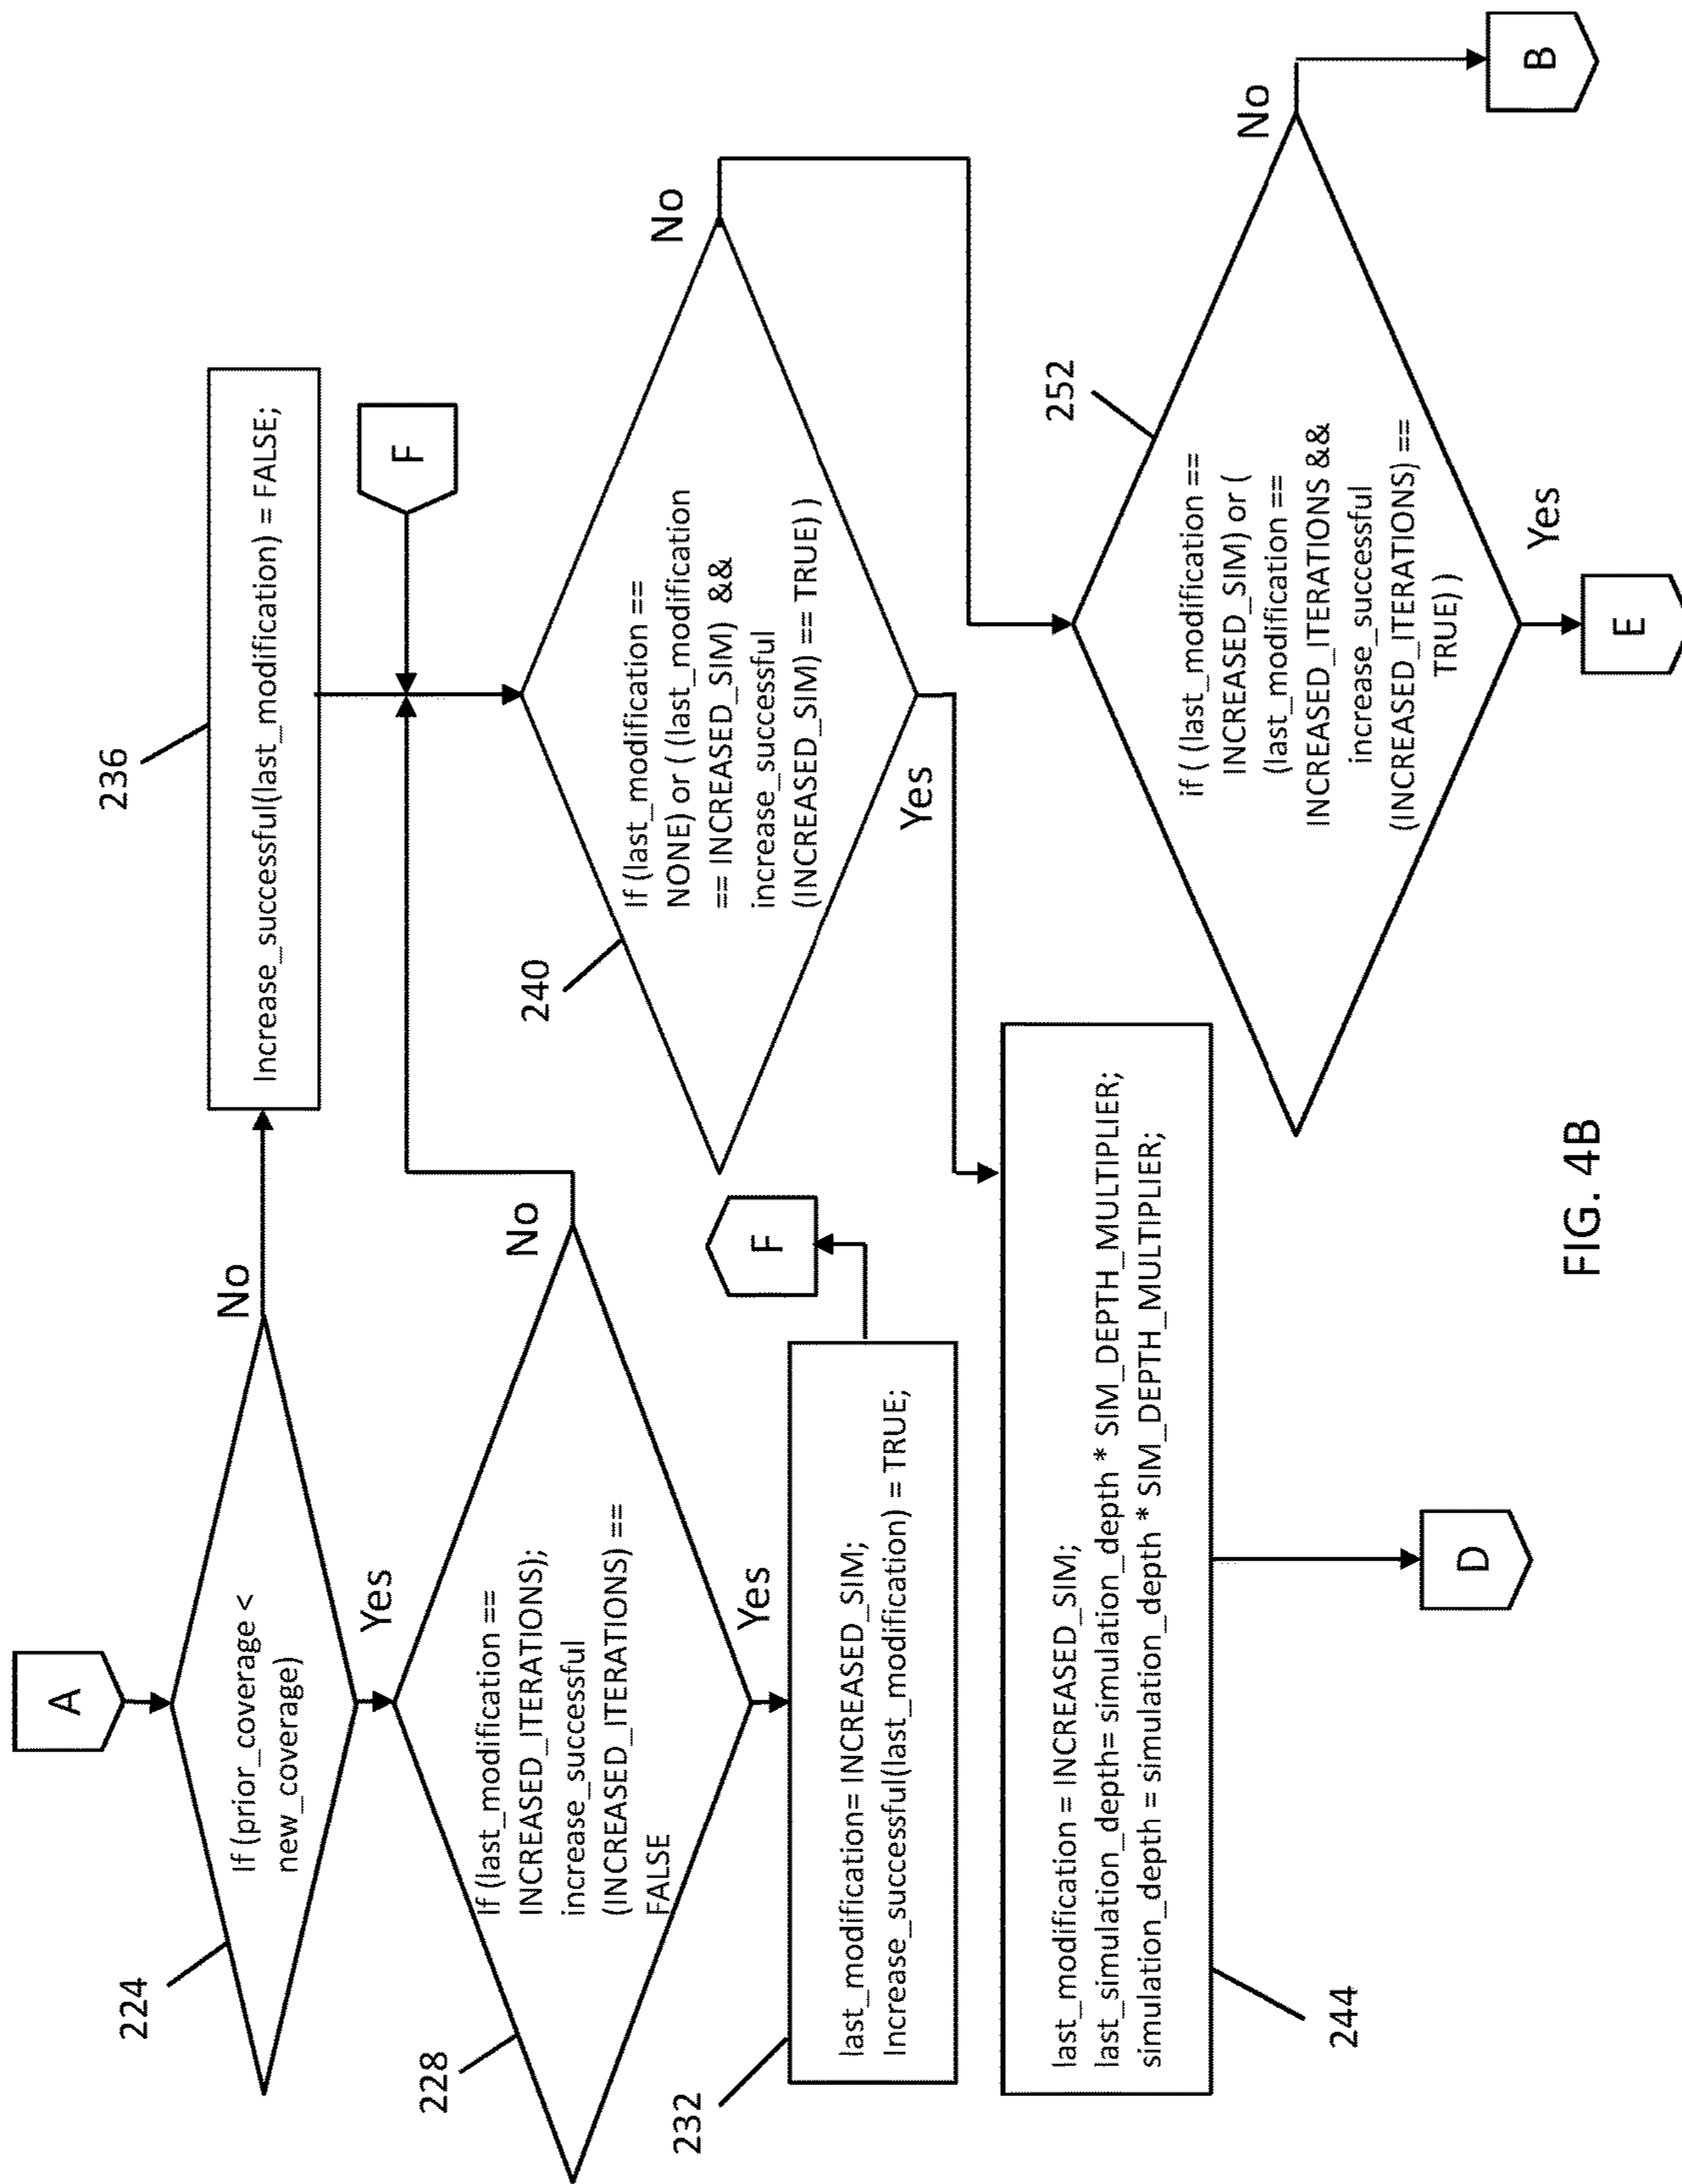 A
224
If (prior_coverage <
new_coverage)
No
Yes
236
Increase_successful(last_modification) = FALSE;
228
If (last_modification ==
INCREASED_ITERATIONS);
increase_successful
(INCREASED_ITERATIONS) ==
FALSE
No
Yes
F
232
last_modification= INCREASED_SIM;
Increase_successful(last_modification) = TRUE;
F
240
If (last_modification ==
NONE) or ( (last_modification
== INCREASED_SIM) &&
increase_successful
(INCREASED_SIM) == TRUE) )
No
Yes
244
last_modification = INCREASED_SIM;
last_simulation_depth= simulation_depth * SIM_DEPTH_MULTIPLIER;
simulation_depth = simulation_depth * SIM_DEPTH_MULTIPLIER;
D
252
if ( (last_modification ==
INCREASED_SIM) or (
(last_modification ==
INCREASED_ITERATIONS &&
increase_successful
(INCREASED_ITERATIONS) ==
TRUE) )
No
Yes
B
E
FIG. 4B